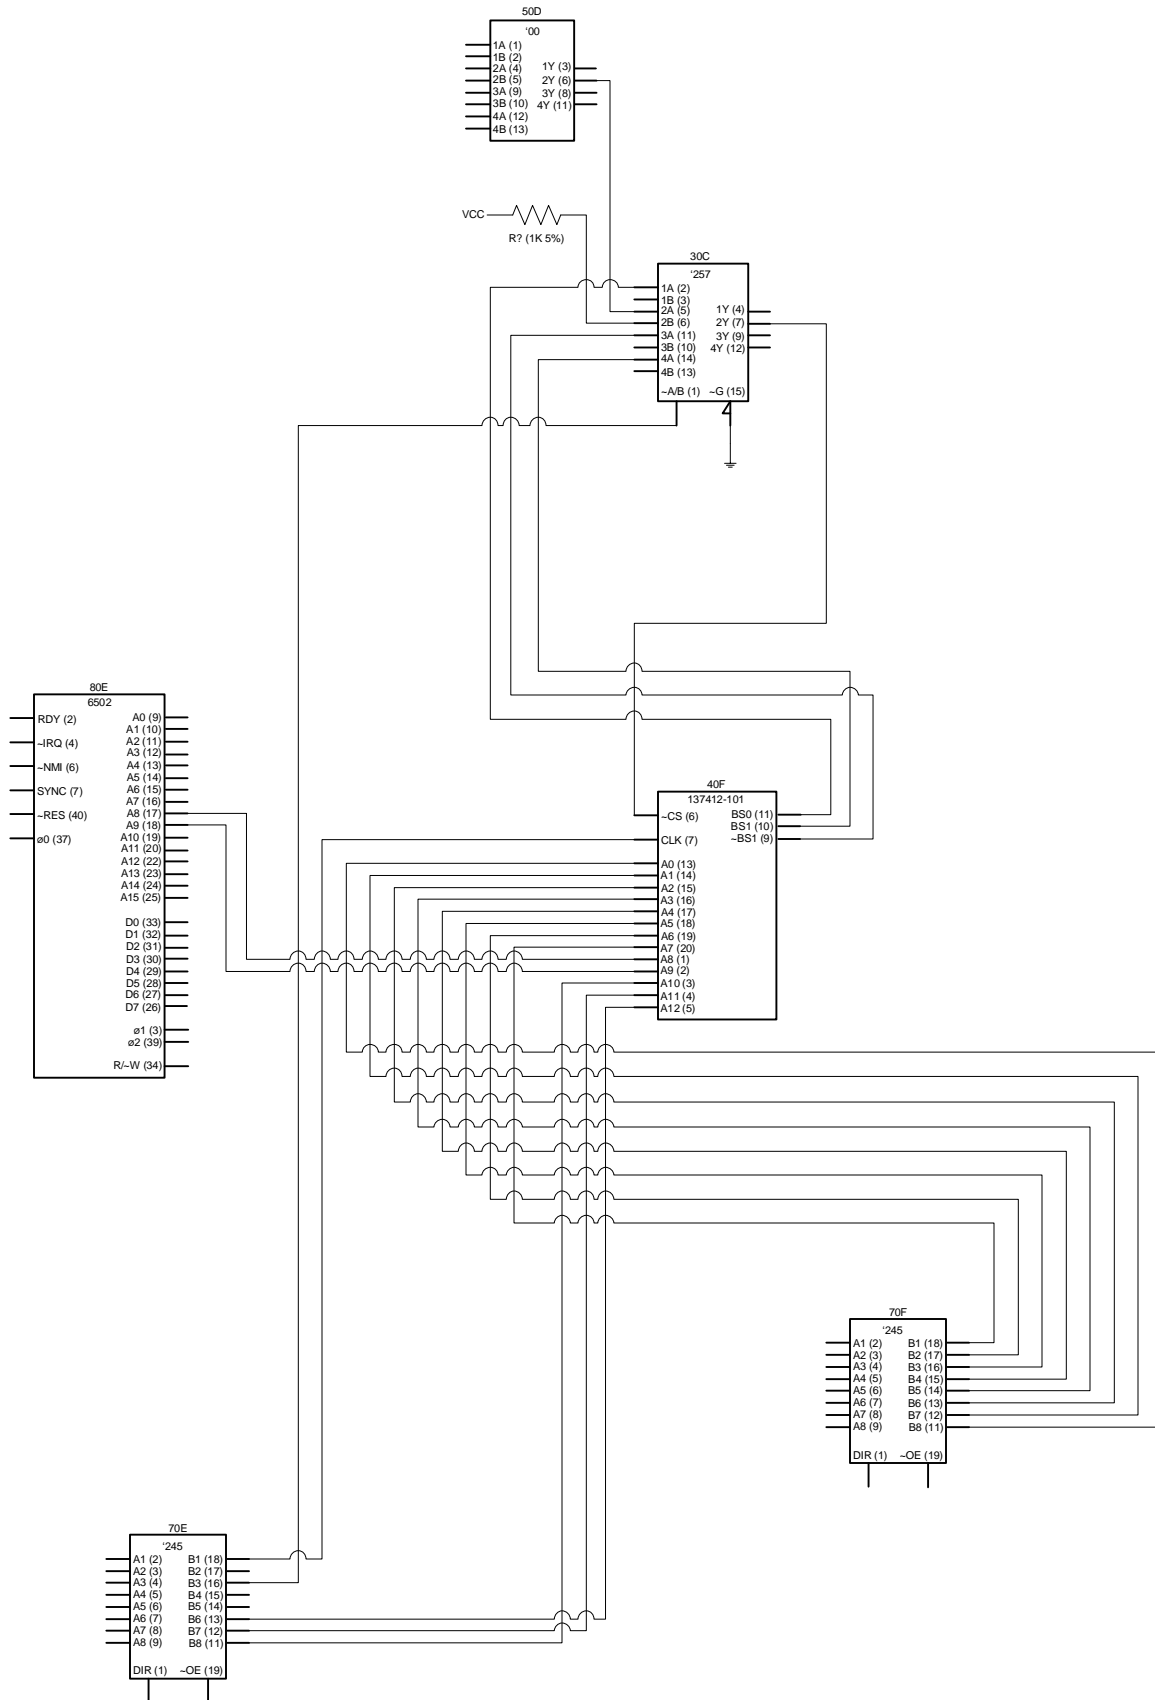 50D
‘00
1A (1)
1B (2)
2A (4)
2B (5)
3A (9)
3B (10)
4A (12)
4B (13)
1Y (3)
2Y (6)
3Y (8)
4Y (11)
VCC
R? (1K 5%)
30C
‘257
1A (2)
1B (3)
2A (5)
2B (6)
3A (11)
3B (10)
4A (14)
4B (13)
1Y (4)
2Y (7)
3Y (9)
4Y (12)
~A/B (1)
~G (15)
80E
6502
RDY (2)
~IRQ (4)
~NMI (6)
SYNC (7)
~RES (40)
ø0 (37)
A0 (9)
A1 (10)
A2 (11)
A3 (12)
A4 (13)
A5 (14)
A6 (15)
A7 (16)
A8 (17)
A9 (18)
A10 (19)
A11 (20)
A12 (22)
A13 (23)
A14 (24)
A15 (25)
D0 (33)
D1 (32)
D2 (31)
D3 (30)
D4 (29)
D5 (28)
D6 (27)
D7 (26)
ø1 (3)
ø2 (39)
R/~W (34)
40F
137412-101
~CS (6)
CLK (7)
A0 (13)
A1 (14)
A2 (15)
A3 (16)
A4 (17)
A5 (18)
A6 (19)
A7 (20)
A8 (1)
A9 (2)
A10 (3)
A11 (4)
A12 (5)
BS0 (11)
BS1 (10)
~BS1 (9)
70F
‘245
A1 (2)
A2 (3)
A3 (4)
A4 (5)
A5 (6)
A6 (7)
A7 (8)
A8 (9)
B1 (18)
B2 (17)
B3 (16)
B4 (15)
B5 (14)
B6 (13)
B7 (12)
B8 (11)
DIR (1)
~OE (19)
70E
‘245
A1 (2)
A2 (3)
A3 (4)
A4 (5)
A5 (6)
A6 (7)
A7 (8)
A8 (9)
B1 (18)
B2 (17)
B3 (16)
B4 (15)
B5 (14)
B6 (13)
B7 (12)
B8 (11)
DIR (1)
~OE (19)